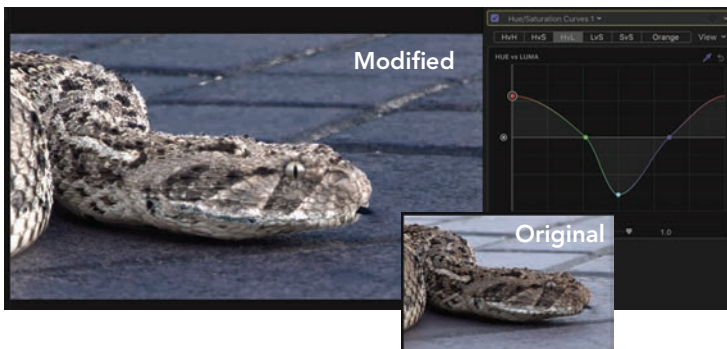 Hue/Saturation Curves 1
HvH HvS HvL LvS SvS Orange View
HUE vs LUMA
Modified
Original
1.0